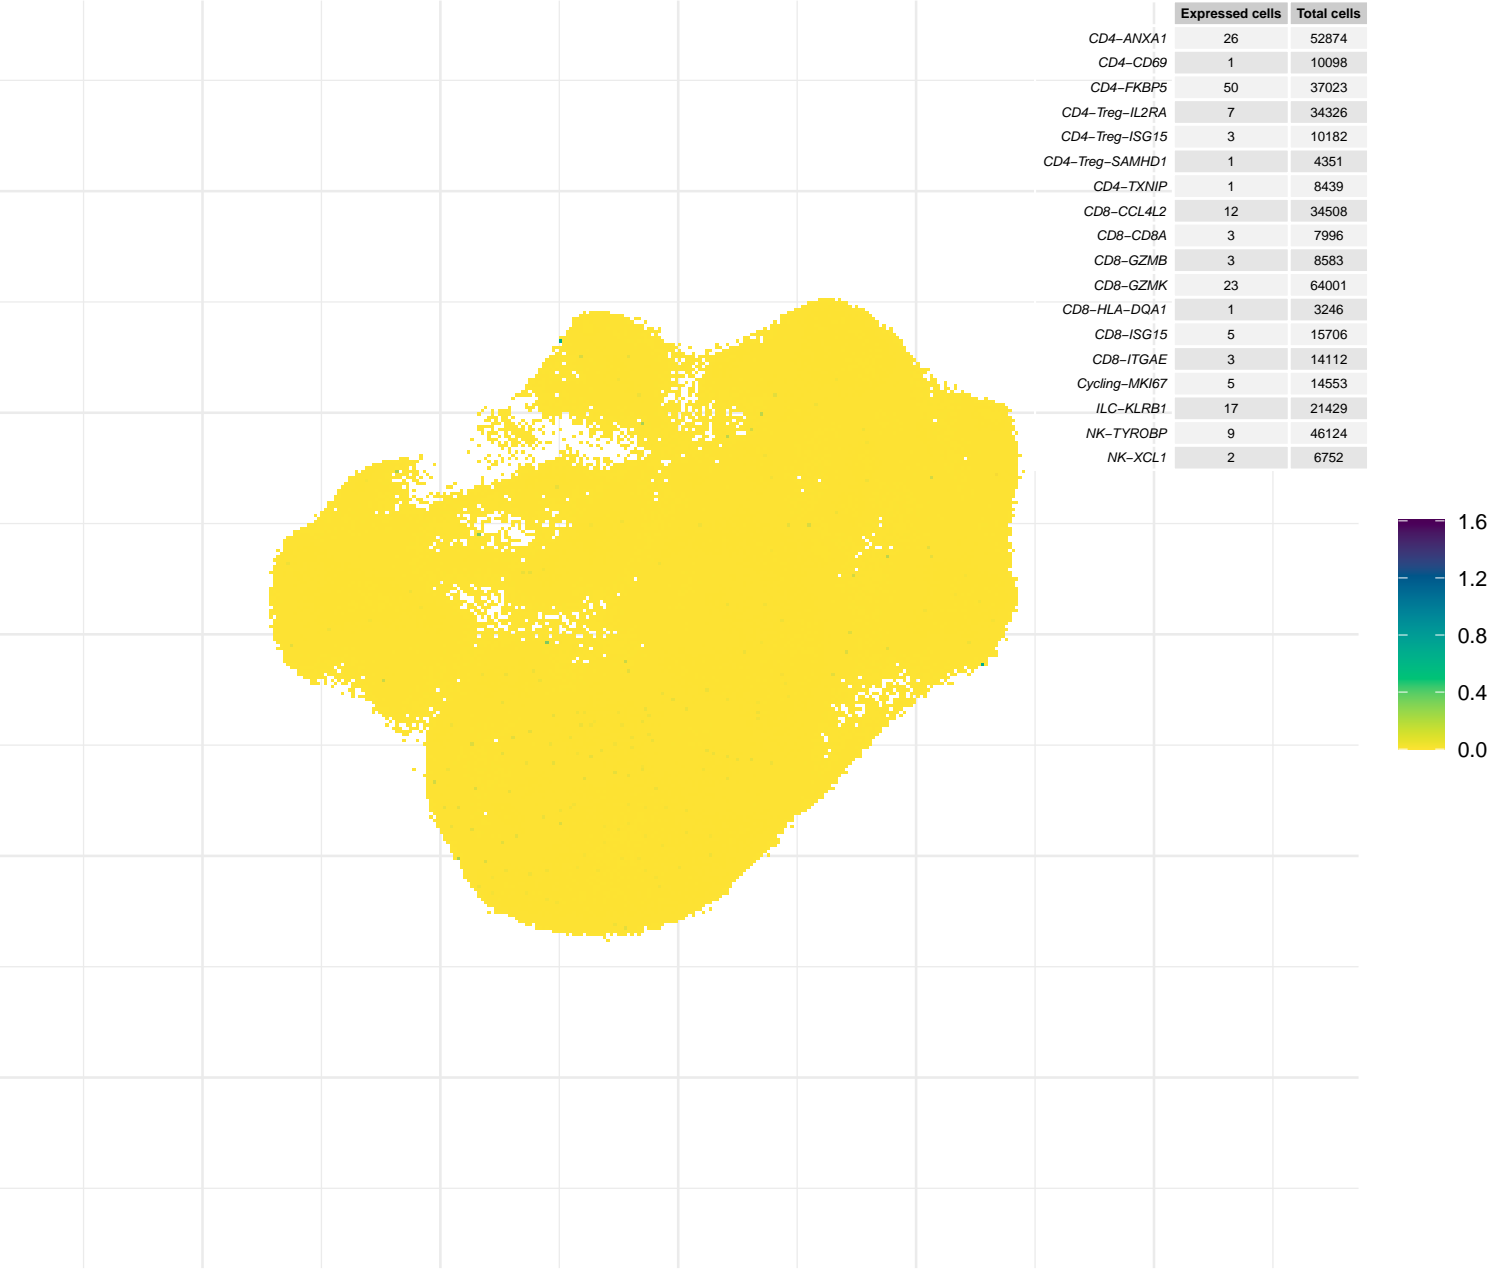 Expressed cells Total cells
CD4−ANXA1 26 52874
CD4−CD69 1 10098
CD4−FKBP5 50 37023
CD4−Treg−IL2RA 7 34326
CD4−Treg−ISG15 3 10182
CD4−Treg−SAMHD1 1 4351
CD4−TXNIP 1 8439
CD8−CCL4L2 12 34508
CD8−CD8A 3 7996
CD8−GZMB 3 8583
CD8−GZMK 23 64001
CD8−HLA−DQA1 1 3246
CD8−ISG15 5 15706
CD8−ITGAE 3 14112
Cycling−MKI67 5 14553
ILC−KLRB1 17 21429
NK−TYROBP 9 46124
NK−XCL1 2 6752
1.6
1.2
0.8
0.4
0.0